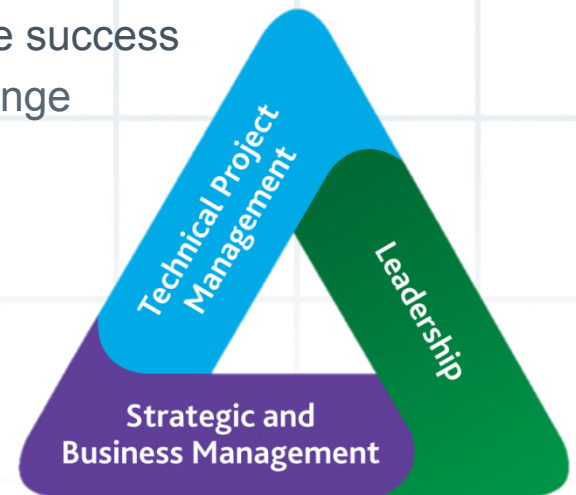 e success
nge
Technical Project
Management
Leadership
Strategic and
Business Management